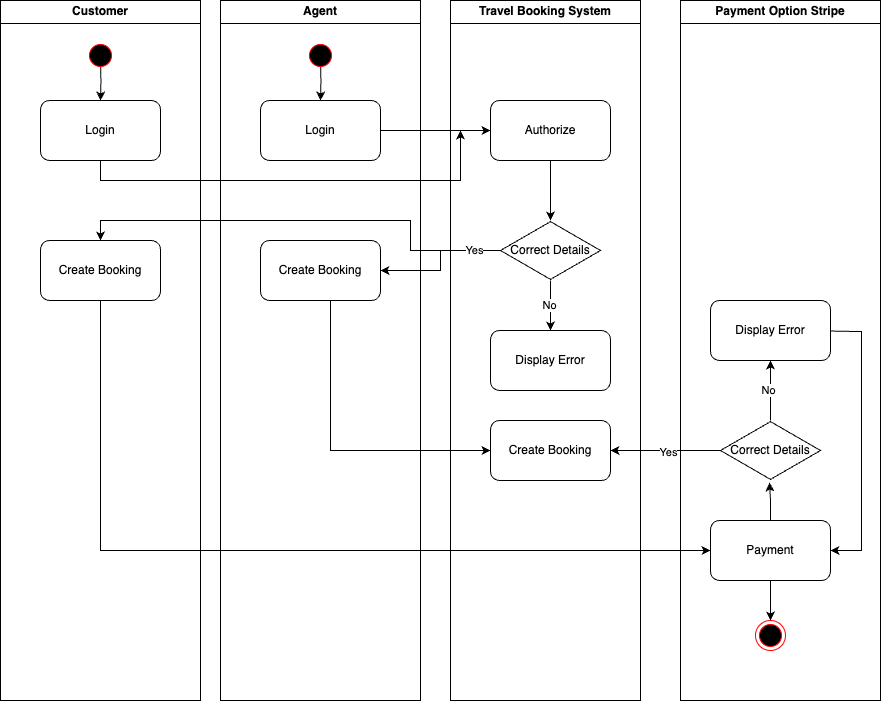 Customer
Agent
Travel Booking System
Payment Option Stripe
Login
Login
Authorize
Yes
Correct Details
Create Booking
Create Booking
No
Display Error
Display Error
No
Create Booking
Yes
Correct Details
Payment